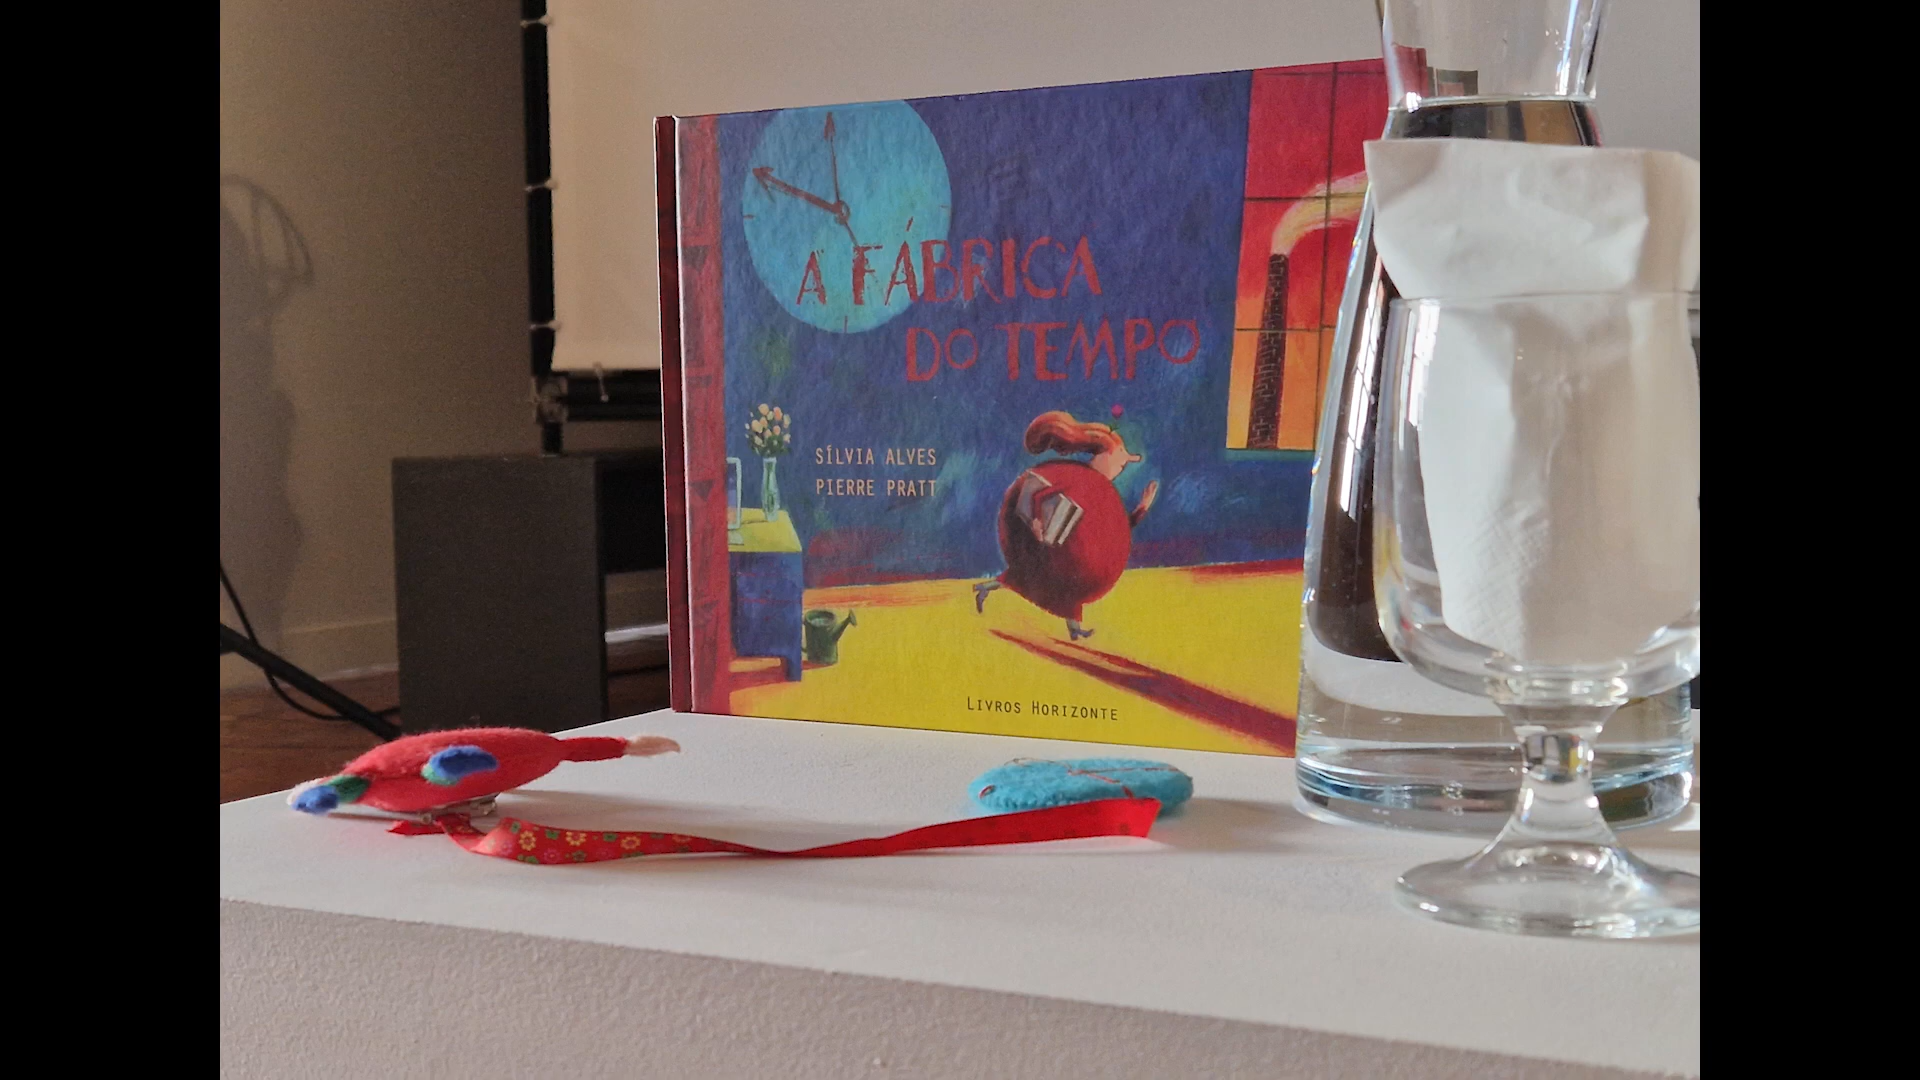 A FÁBRICA
DO TEMPO
SÍLVIA ALVES
PIERRE PRATT
LIVROS HORIZONTE